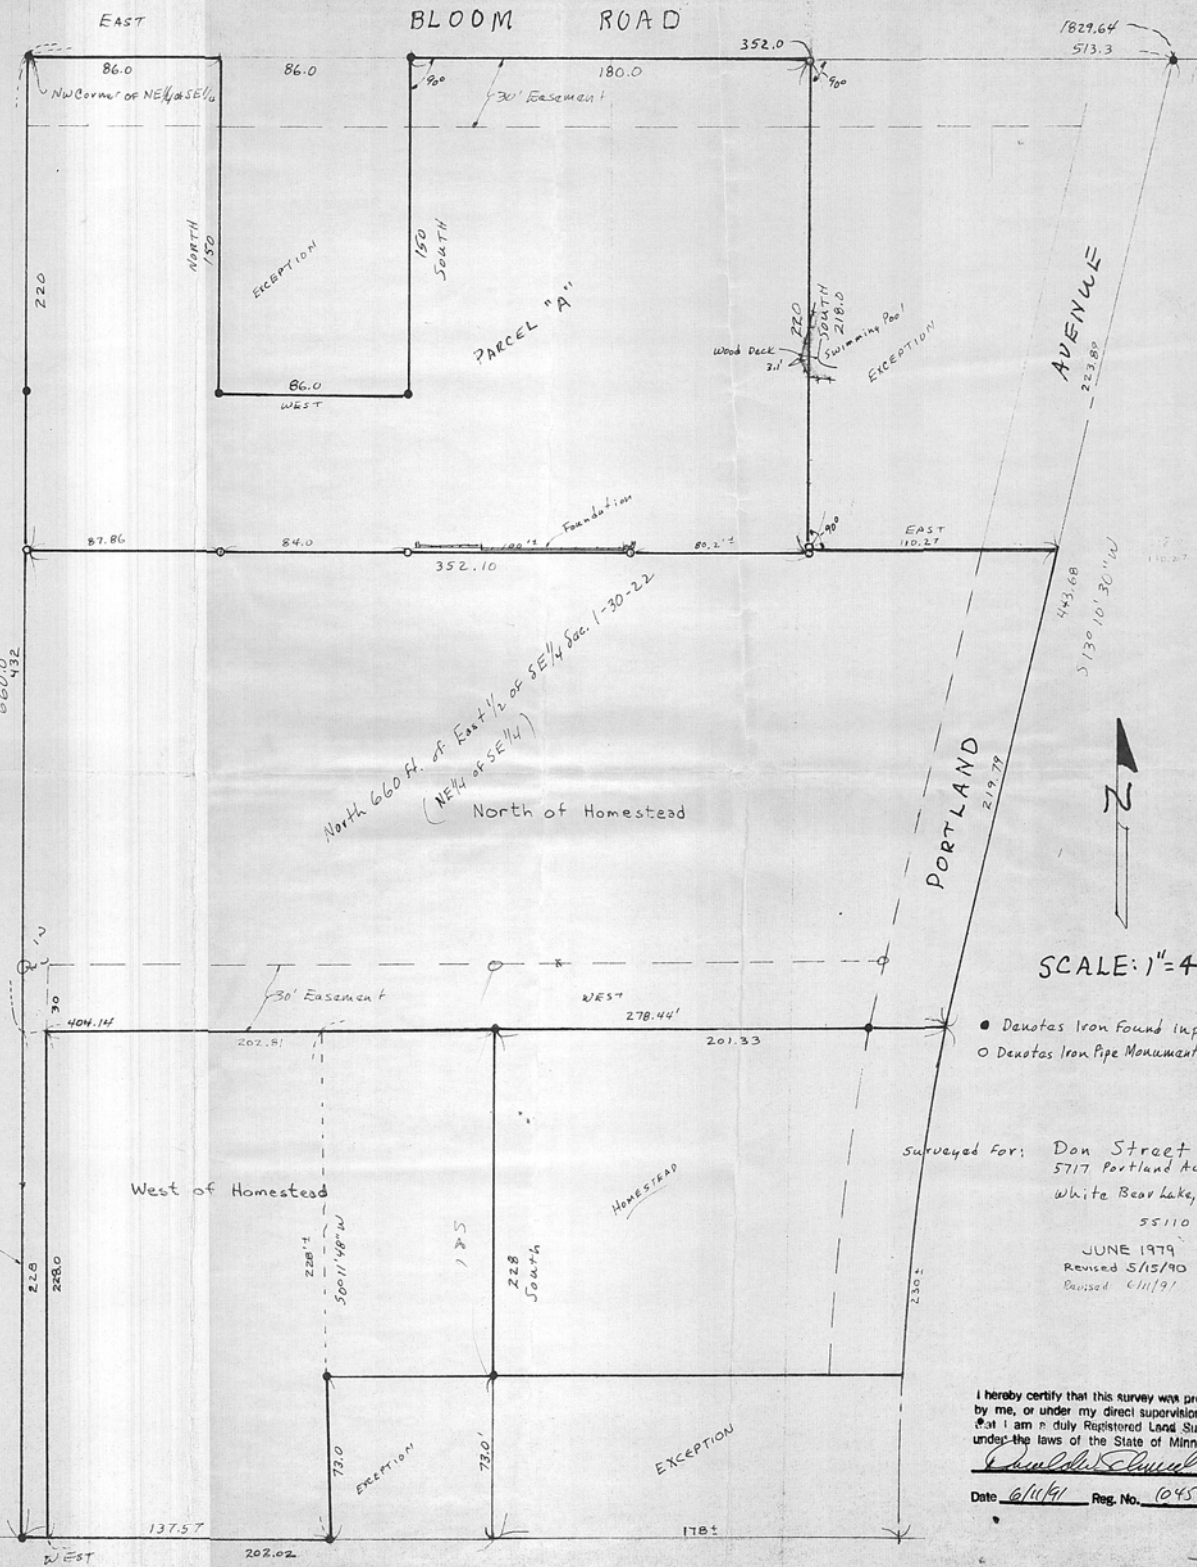 EAST
BLOOM ROAD
352.0
1829.64
513.3
86.0
86.0
180.0
90°
90°
NW Corner of NE1/4 of SE1/4
30' Easement
220
NORTH
150
EXCEPTION
150
SOUTH
PARCEL "A"
220
SOUTH
218.0
Wood Deck
3.1'
Swimming Pool
EXCEPTION
AVENUE
223.89
86.0
WEST
Foundation
90°
EAST
110.27
87.86
84.0
80.2'±
352.10
110.27
443.68
S 13° 10' 30" W
660.0
432
North 660 ft. of East 1/2 of SE 1/4 Sec. 1-30-22
(NE1/4 of SE1/4)
North of Homestead
PORTLAND
219.79
N
SCALE: 1"=4
30
30' Easement
WEST
404.14
278.44'
202.81
201.33
● Denotes Iron Found inp
○ Denotes Iron Pipe Monument
Surveyed For: Don Street
5717 Portland Av
White Bear Lake,
55110
JUNE 1979
Revised 5/15/90
Revised 6/11/91
West of Homestead
HOMESTEAD
228
228.0
228'±
S0°11'48"W
185
228
South
230±
73.0
EXCEPTION
73.0'
EXCEPTION
137.57
178±
WEST
202.02
I hereby certify that this survey was pre
by me, or under my direct supervision
that I am a duly Registered Land Su
under the laws of the State of Minn
Date 6/11/91 Reg. No. 1045